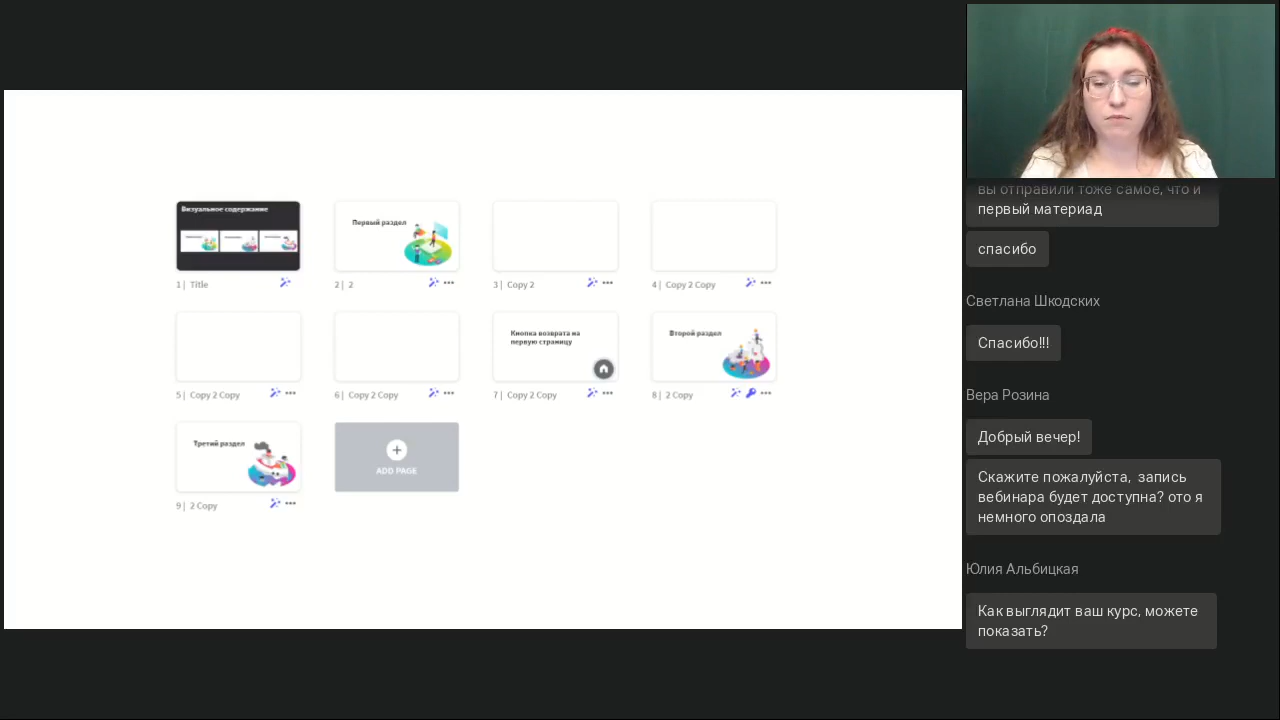 Визуальное содержание
Первый раздел
1 | Title
2 | 2
3 | Copy 2
4 | Copy 2 Copy
Кнопка возврата на
первую страницу
Второй раздел
5 | Copy 2 Copy
6 | Copy 2 Copy
7 | Copy 2 Copy
8 | 2 Copy
Третий раздел
ADD PAGE
9 | 2 Copy
вы отправили тоже самое, что и
первый материад
спасибо
Светлана Шкодских
Спасибо!!!
Вера Розина
Добрый вечер!
Скажите пожалуйста, запись
вебинара будет доступна? ото я
немного опоздала
Юлия Альбицкая
Как выглядит ваш курс, можете
показать?